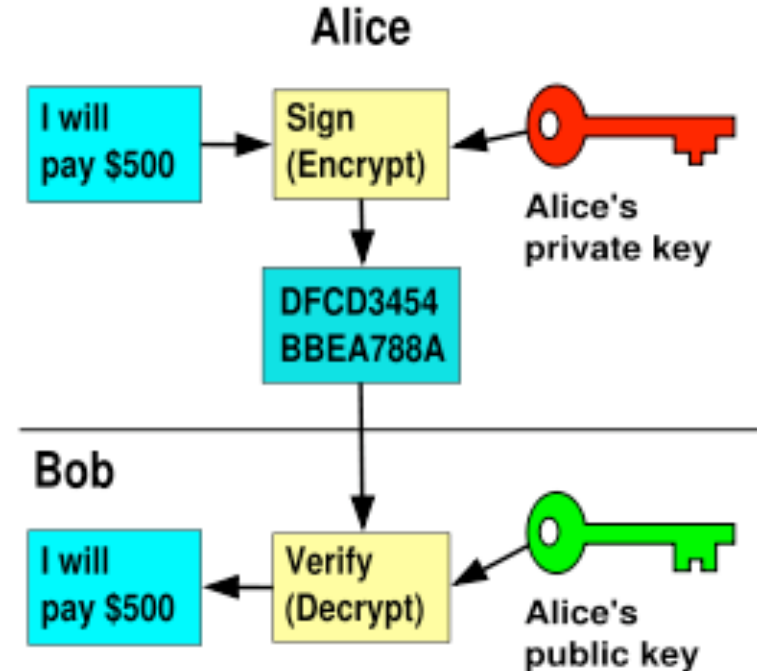 Alice
I will
pay $500
Sign
(Encrypt)
Alice's
private key
DFCD3454
BBEA788A
Bob
I will
pay $500
Verify
(Decrypt)
Alice's
public key